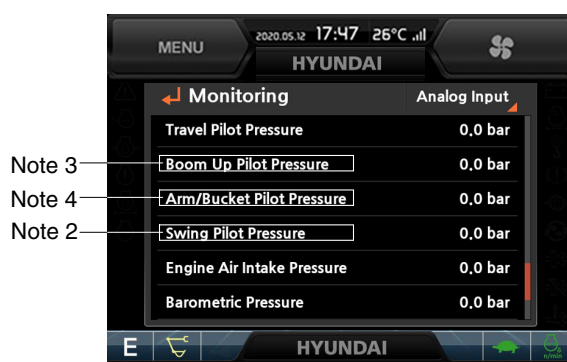 MENU
2020.05.12 17:47 26°C
HYUNDAI
Monitoring Analog Input
Travel Pilot Pressure 0.0 bar
Note 3 Boom Up Pilot Pressure 0.0 bar
Note 4 Arm/Bucket Pilot Pressure 0.0 bar
Note 2 Swing Pilot Pressure 0.0 bar
Engine Air Intake Pressure 0.0 bar
Barometric Pressure 0.0 bar
E HYUNDAI n/min